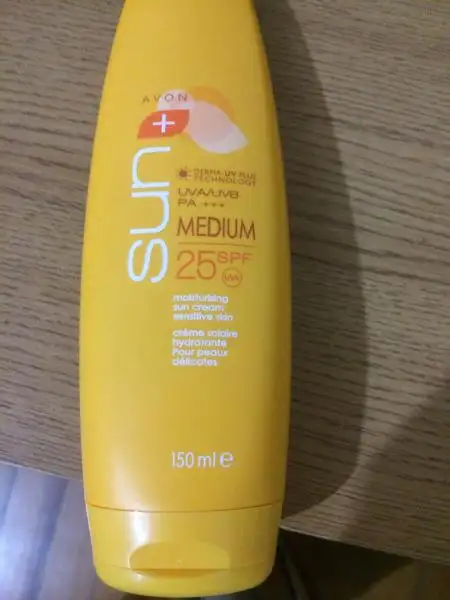 AVON
sun+
DERMA-UV PLUS
TECHNOLOGY
UVA/UVB
PA +++
MEDIUM
25 SPF
UVA
moisturising
sun cream
sensitive skin
crème solaire
hydratante
Pour peaux
délicates
150 ml e